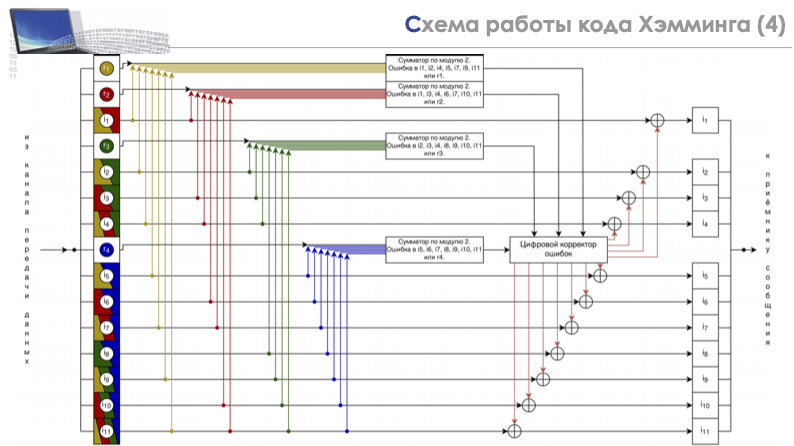 Схема работы кода Хэмминга (4)
r1
Сумматор по модулю 2.
Ошибка в i1, i2, i4, i5, i7, i9, i11
или r1.
r2
Сумматор по модулю 2.
Ошибка в i1, i3, i4, i6, i7, i10, i11
или r2.
i1
i1
r3
Сумматор по модулю 2.
Ошибка в i2, i3, i4, i8, i9, i10, i11
или r3.
i2
i2
i3
i3
i4
i4
r4
Сумматор по модулю 2.
Ошибка в i5, i6, i7, i8, i9, i10, i11
или r4.
Цифровой корректор
ошибок
i5
i5
i6
i6
i7
i7
i8
i8
i9
i9
i10
i10
i11
i11
из канала передачи данных
к приёмнику сообщения